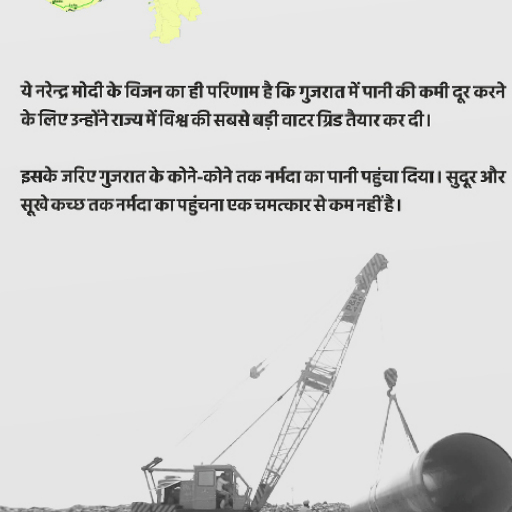 ये नरेन्द्र मोदी के विजन का ही परिणाम है कि गुजरात में पानी की कमी दूर करने
के लिए उन्होंने राज्य में विश्व की सबसे बड़ी वाटर ग्रिड तैयार कर दी।
इसके जरिए गुजरात के कोने-कोने तक नर्मदा का पानी पहुंचा दिया। सुदूर और
सूखे कच्छ तक नर्मदा का पहुंचना एक चमत्कार से कम नहीं है।